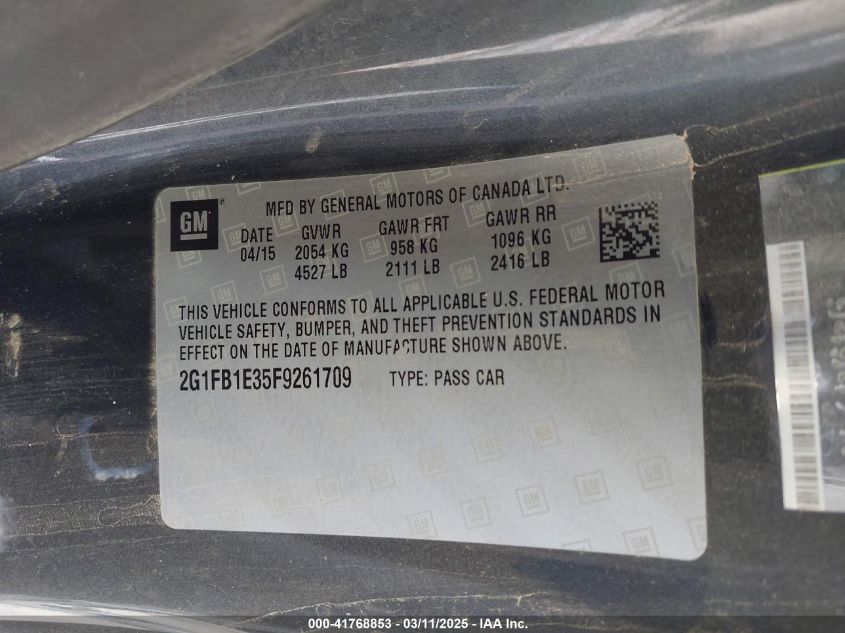 GM
MFD BY GENERAL MOTORS OF CANADA LTD.
DATE GVWR GAWR FRT GAWR RR
04/15 2054 KG 958 KG 1096 KG
4527 LB 2111 LB 2416 LB
THIS VEHICLE CONFORMS TO ALL APPLICABLE U.S. FEDERAL MOTOR
VEHICLE SAFETY, BUMPER, AND THEFT PREVENTION STANDARDS IN
EFFECT ON THE DATE OF MANUFACTURE SHOWN ABOVE.
2G1FB1E35F9261709 TYPE: PASS CAR
000-41768853 - 03/11/2025 - IAA Inc.